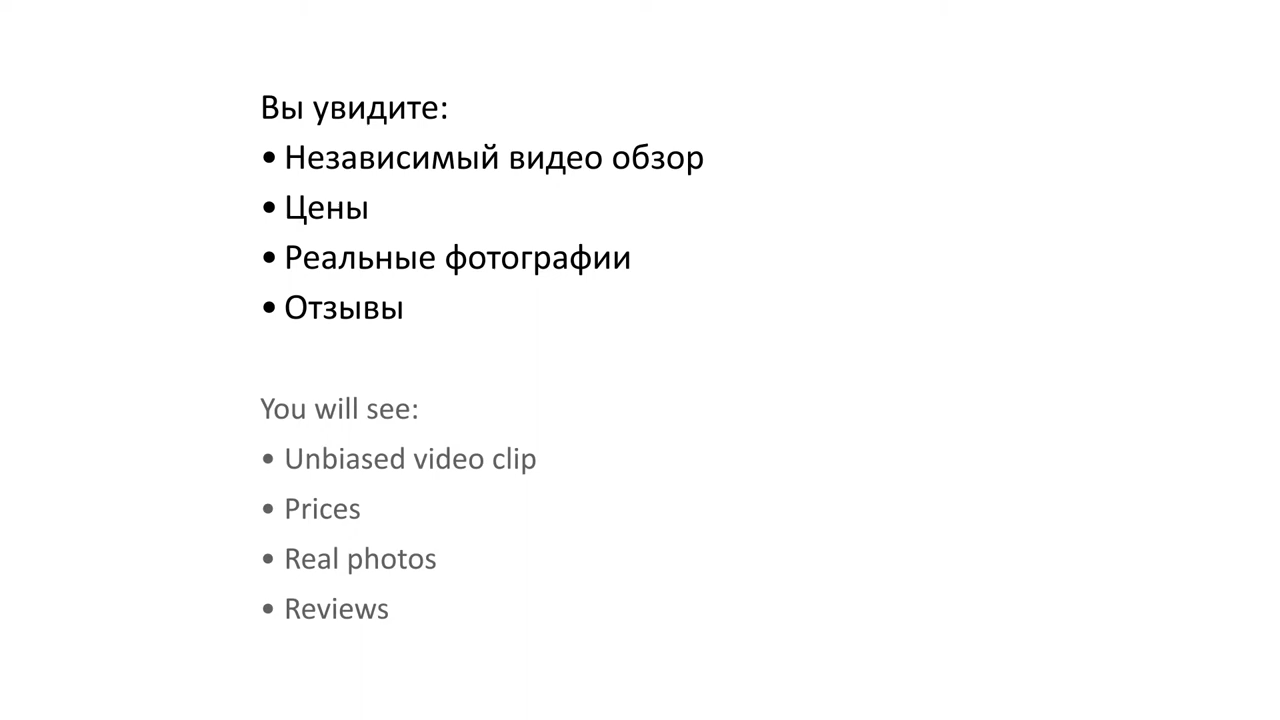 Вы увидите:
• Независимый видео обзор
• Цены
• Реальные фотографии
• Отзывы
You will see:
• Unbiased video clip
• Prices
• Real photos
• Reviews